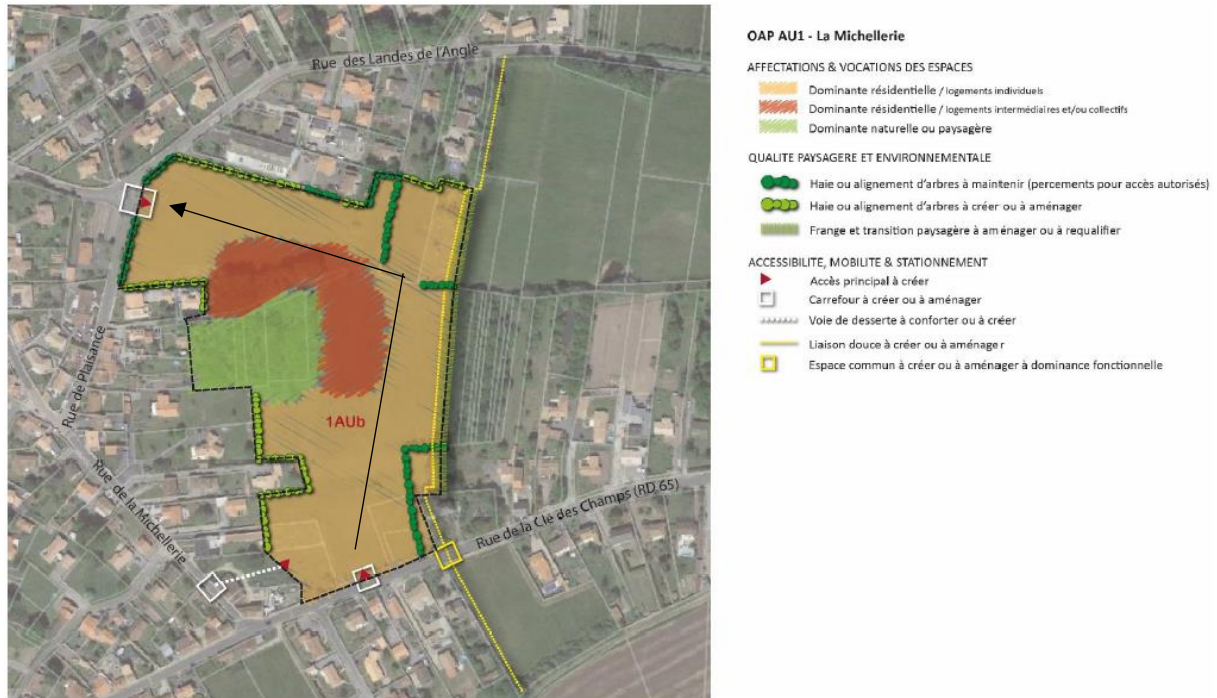 Rue des Landes de l'Angle
Rue de Plaisance
1AUb
Rue de la Michellerie
Rue de la Clé des Champs (RD 65)
OAP AU1 - La Michellerie
AFFECTATIONS & VOCATIONS DES ESPACES
Dominante résidentielle / logements individuels
Dominante résidentielle / logements intermédiaires et/ou collectifs
Dominante naturelle ou paysagère
QUALITE PAYSAGERE ET ENVIRONNEMENTALE
Haie ou alignement d'arbres à maintenir (percements pour accès autorisés)
Haie ou alignement d'arbres à créer ou à aménager
Frange et transition paysagère à aménager ou à requalifier
ACCESSIBILITE, MOBILITE & STATIONNEMENT
Accès principal à créer
Carrefour à créer ou à aménager
Voie de desserte à conforter ou à créer
Liaison douce à créer ou à aménager
Espace commun à créer ou à aménager à dominance fonctionnelle